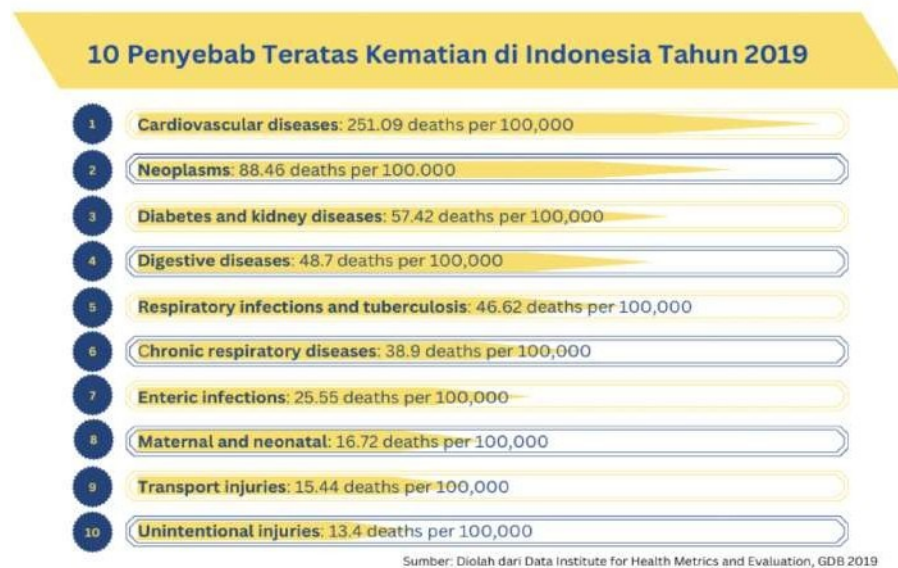 10 Penyebab Teratas Kematian di Indonesia Tahun 2019
1 Cardiovascular diseases: 251.09 deaths per 100,000
2 Neoplasms: 88.46 deaths per 100.000
3 Diabetes and kidney diseases: 57.42 deaths per 100,000
4 Digestive diseases: 48.7 deaths per 100,000
5 Respiratory infections and tuberculosis: 46.62 deaths per 100,000
6 Chronic respiratory diseases: 38.9 deaths per 100,000
7 Enteric infections: 25.55 deaths per 100,000
8 Maternal and neonatal: 16.72 deaths per 100,000
9 Transport injuries: 15.44 deaths per 100,000
10 Unintentional injuries: 13.4 deaths per 100,000
Sumber: Diolah dari Data Institute for Health Metrics and Evaluation, GDB 2019